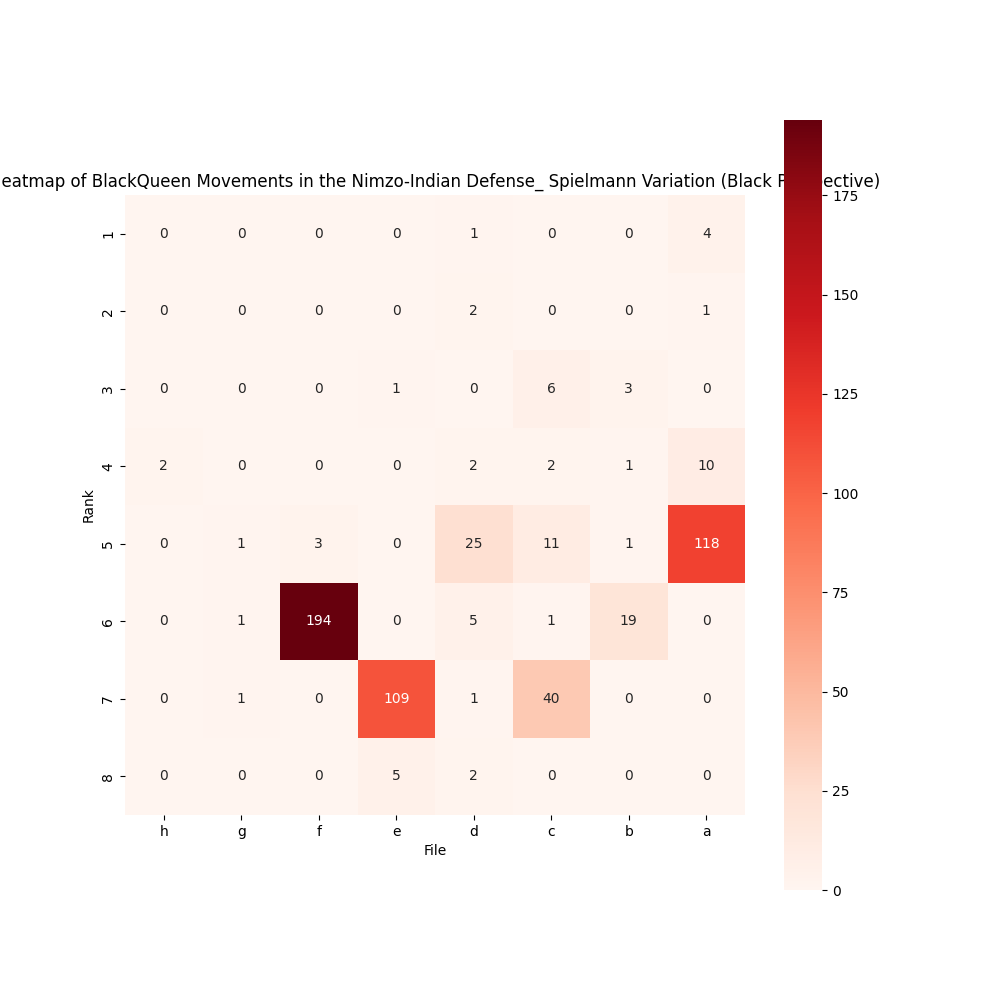 eatmap of BlackQueen Movements in the Nimzo-Indian Defense_ Spielmann Variation (Black ective)
175
1 0 0 0 0 1 0 0 4
150
2 0 0 0 0 2 0 0 1
125
3 0 0 0 1 0 6 3 0
4 2 0 0 0 2 2 1 10
100
Rank
5 0 1 3 0 25 11 1 118
75
6 0 1 194 0 5 1 19 0
50
7 0 1 0 109 1 40 0 0
25
8 0 0 0 5 2 0 0 0
h g f e d c b a
File
0